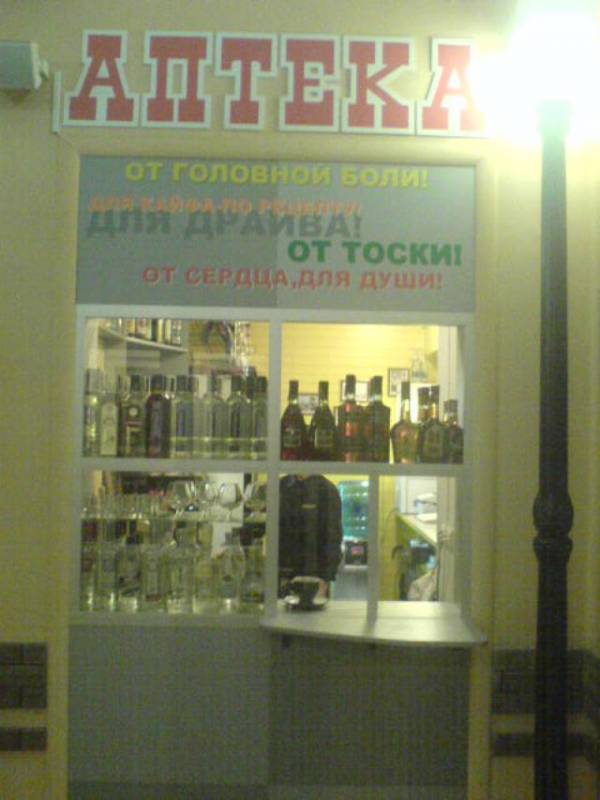 АПТЕКА
ОТ ГОЛОВНОЙ БОЛИ!
ДЛЯ КАЙФА-ПО РЕЦЕПТУ!
ДЛЯ ДРАЙВА!
ОТ ТОСКИ!
ОТ СЕРДЦА,ДЛЯ ДУШИ!